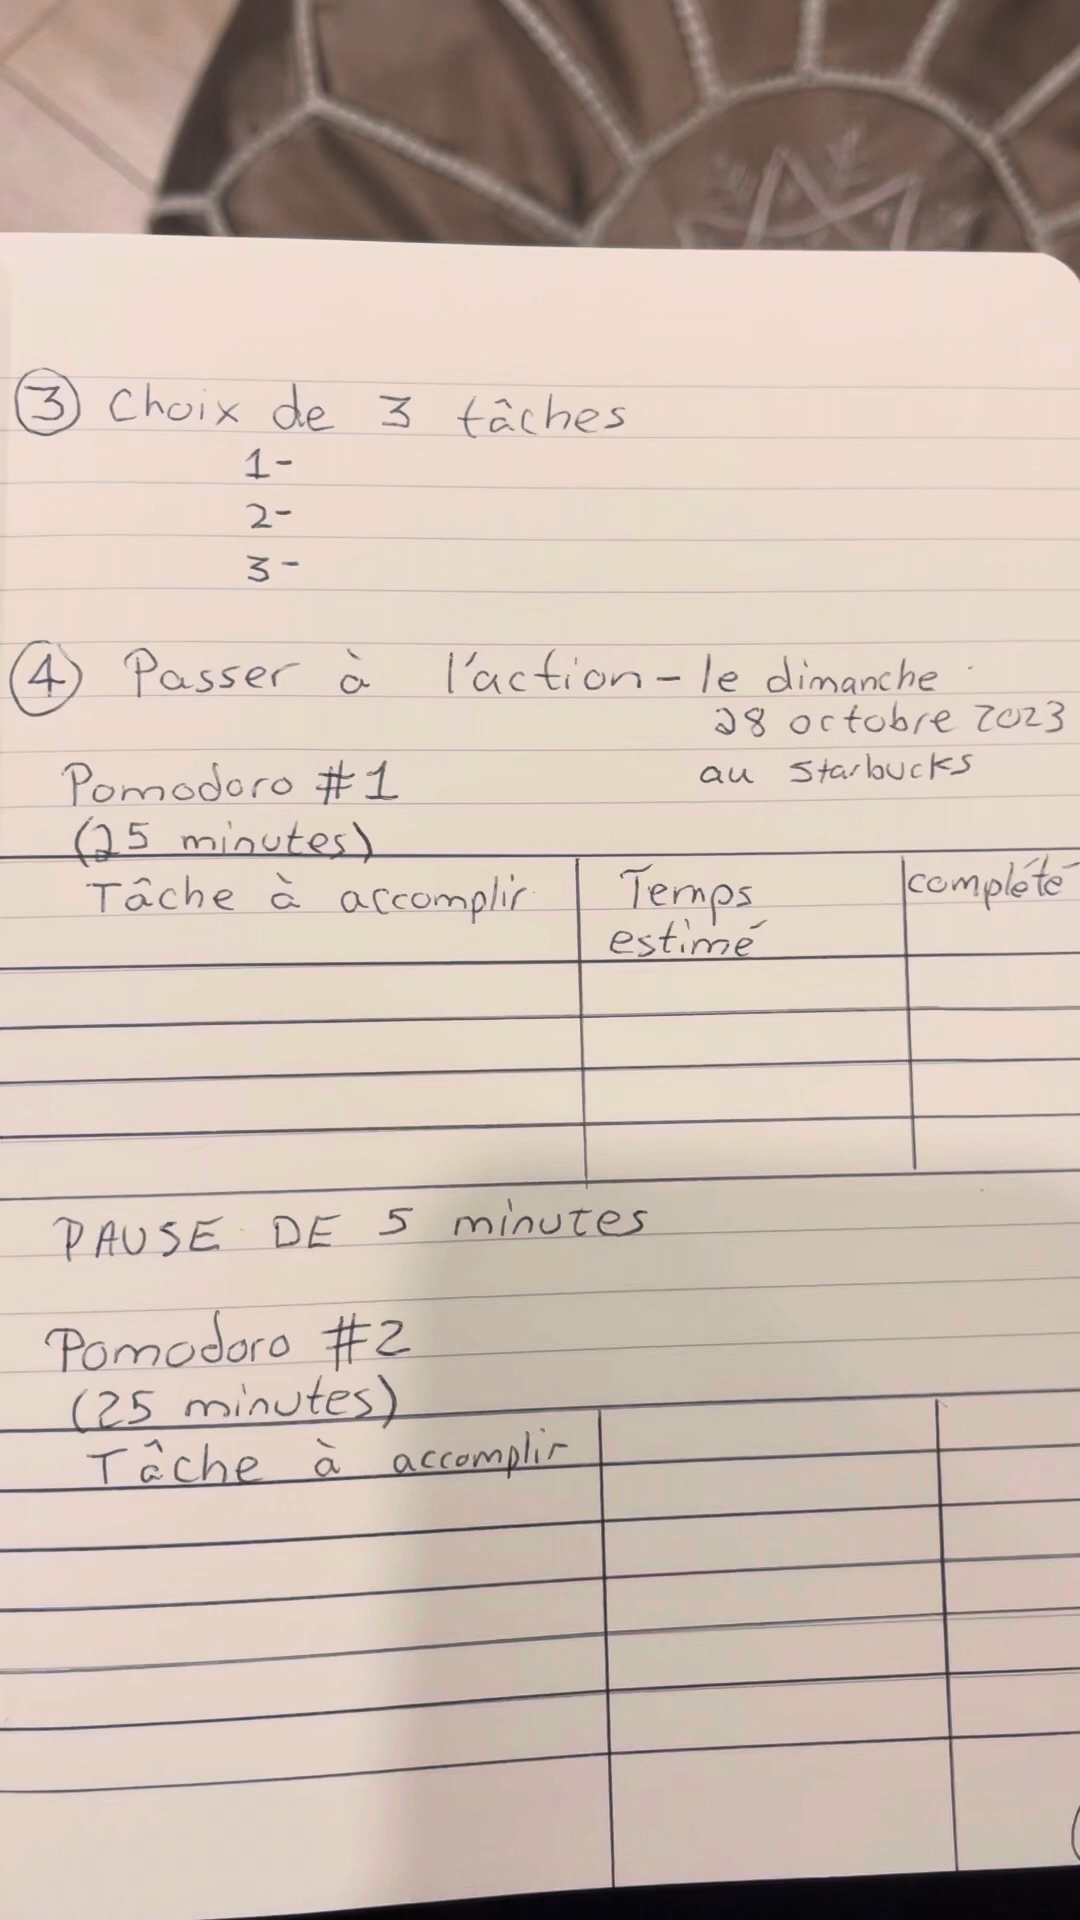 ③ Choix de 3 tâches
1-
2-
3-
④ Passer à l'action - le dimanche
28 octobre 2023
au Starbucks
Pomodoro #1
(25 minutes)
Tâche à accomplir Temps estimé complété
PAUSE DE 5 minutes
Pomodoro #2
(25 minutes)
Tâche à accomplir